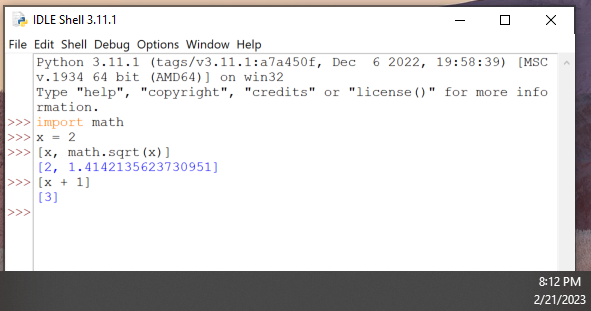 IDLE Shell 3.11.1
File Edit Shell Debug Options Window Help
Python 3.11.1 (tags/v3.11.1:a7a450f, Dec  6 2022, 19:58:39) [MSC
v.1934 64 bit (AMD64)] on win32
Type "help", "copyright", "credits" or "license()" for more info
rmation.
>>> import math
>>> x = 2
>>> [x, math.sqrt(x)]
[2, 1.4142135623730951]
>>> [x + 1]
[3]
>>>
8:12 PM
2/21/2023